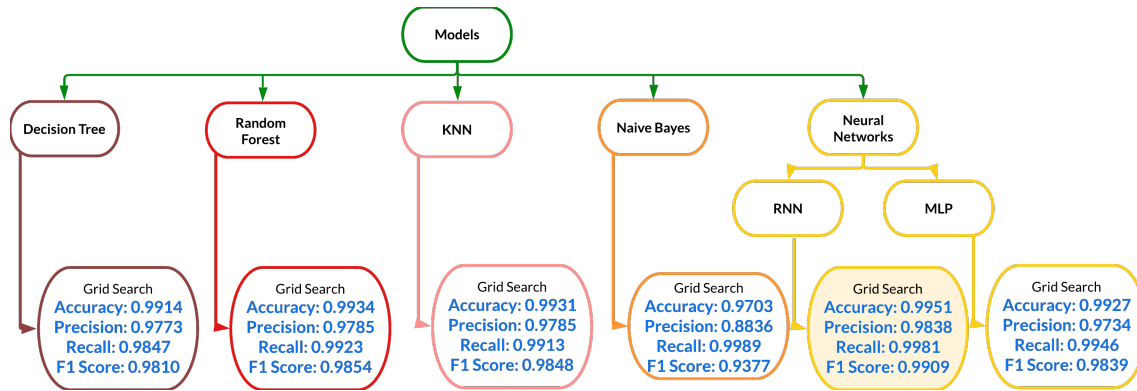 Models
Decision Tree
Random
Forest
KNN
Naive Bayes
Neural
Networks
RNN
MLP
Grid Search
Accuracy: 0.9914
Precision: 0.9773
Recall: 0.9847
F1 Score: 0.9810
Grid Search
Accuracy: 0.9934
Precision: 0.9785
Recall: 0.9923
F1 Score: 0.9854
Grid Search
Accuracy: 0.9931
Precision: 0.9785
Recall: 0.9913
F1 Score: 0.9848
Grid Search
Accuracy: 0.9703
Precision: 0.8836
Recall: 0.9989
F1 Score: 0.9377
Grid Search
Accuracy: 0.9951
Precision: 0.9838
Recall: 0.9981
F1 Score: 0.9909
Grid Search
Accuracy: 0.9927
Precision: 0.9734
Recall: 0.9946
F1 Score: 0.9839